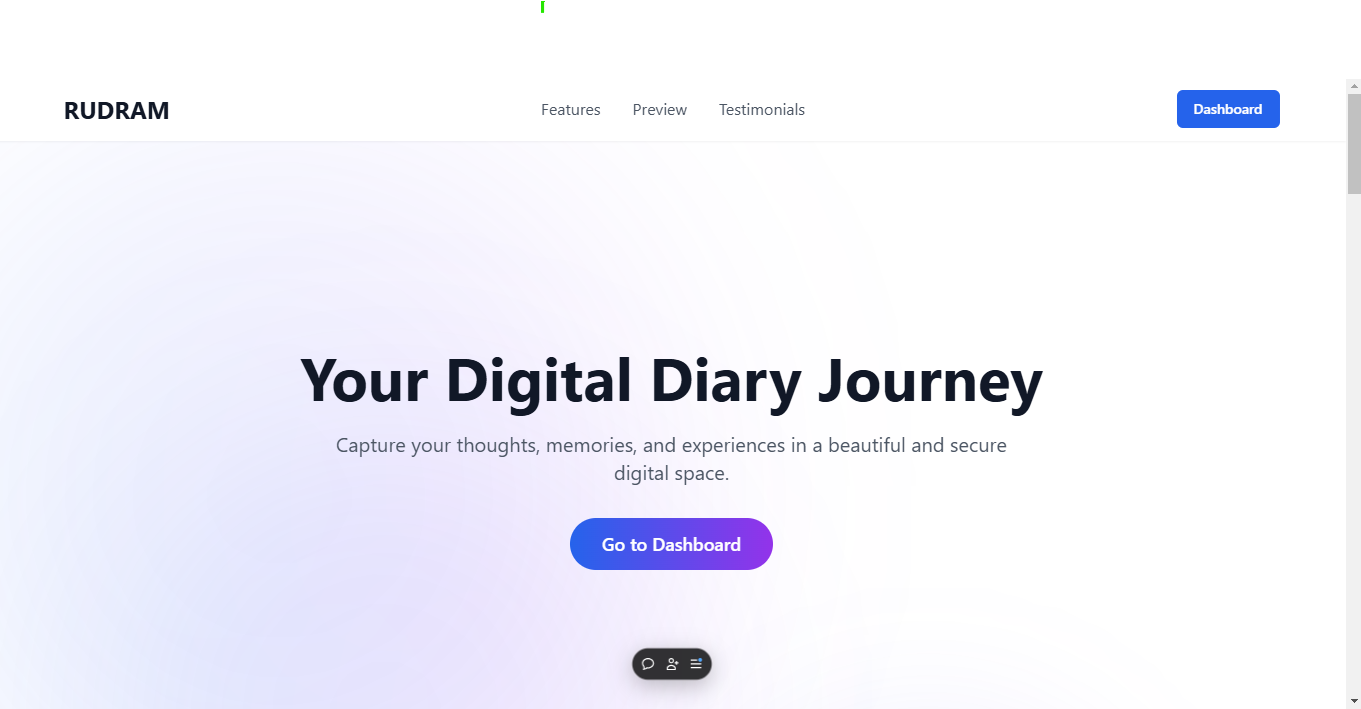 RUDRAM
Features
Preview
Testimonials
Dashboard
Your Digital Diary Journey
Capture your thoughts, memories, and experiences in a beautiful and secure
digital space.
Go to Dashboard